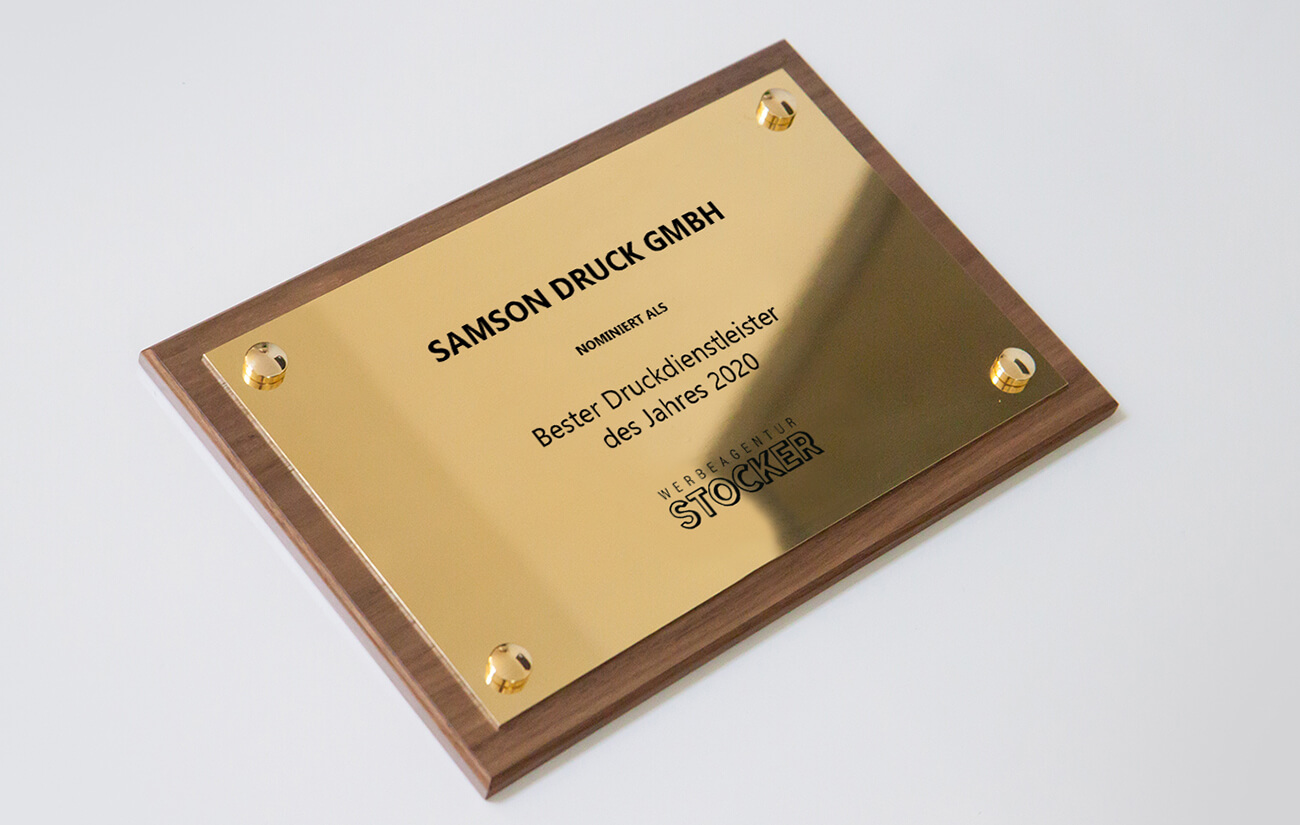 SAMSON DRUCK GMBH
NOMINIERT ALS
Bester Druckdienstleister
des Jahres 2020
WERBEAGENTUR
STOCKER